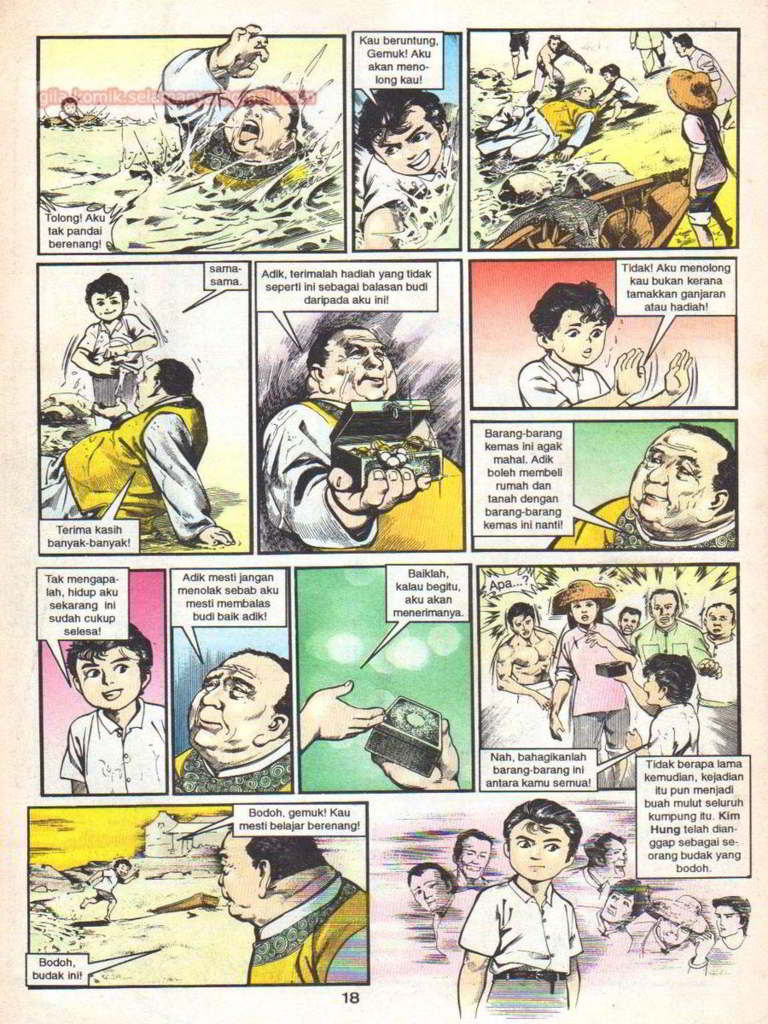 gila.komik.sela
Tolong! Aku
tak pandai
berenang!
Kau beruntung,
Gemuk! Aku
akan meno-
long kau!
sama-
sama.
Terima kasih
banyak-banyak!
Adik, terimalah hadiah yang tidak
seperti ini sebagai balasan budi
daripada aku ini!
Tidak! Aku menolong
kau bukan kerana
tamakkan ganjaran
atau hadiah!
Barang-barang
kemas ini agak
mahal. Adik
boleh membeli
rumah dan
tanah dengan
barang-barang
kemas ini nanti!
Tak mengapa-
lah, hidup aku
sekarang ini
sudah cukup
selesa!
Adik mesti jangan
menolak sebab aku
mesti membalas
budi baik adik!
Baiklah,
kalau begitu,
aku akan
menerimanya.
Apa...?
Nah, bahagikanlah
barang-barang ini
antara kamu semua!
Bodoh, gemuk! Kau
mesti belajar berenang!
Bodoh,
budak ini!
Tidak berapa lama
kemudian, kejadian
itu pun menjadi
buah mulut seluruh
kumpung itu. Kim
Hung telah dian-
ggap sebagai se-
orang budak yang
bodoh.
18